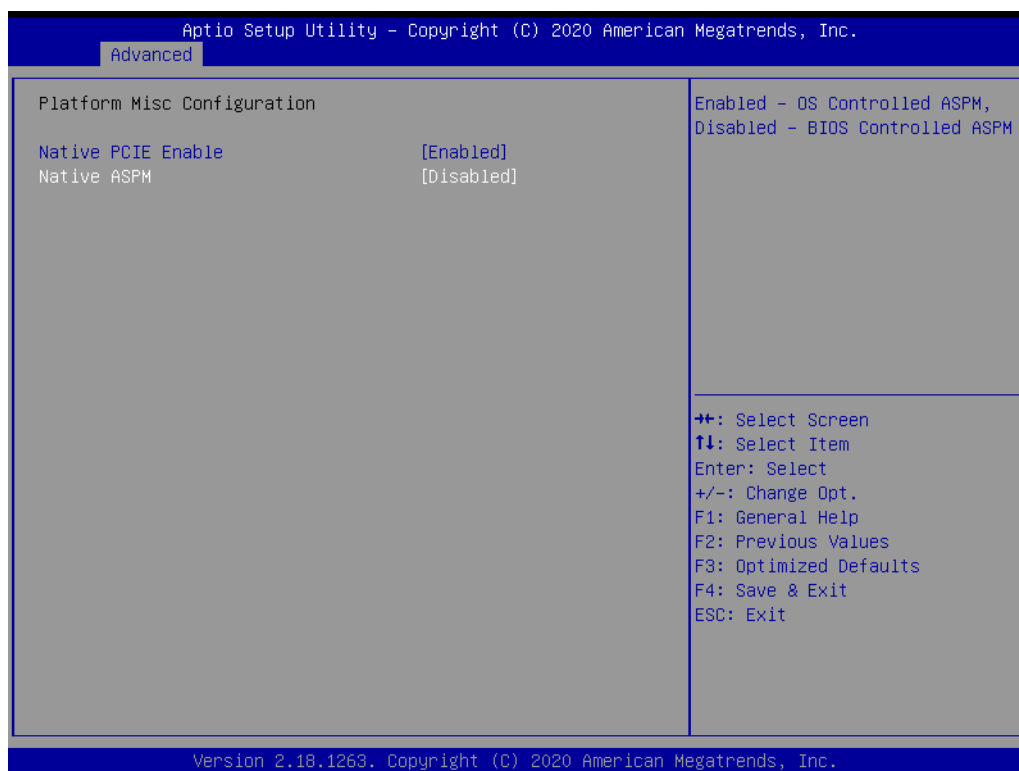 Aptio Setup Utility – Copyright (C) 2020 American Megatrends, Inc.
Advanced
Platform Misc Configuration
Native PCIE Enable [Enabled]
Native ASPM [Disabled]
Enabled – OS Controlled ASPM,
Disabled – BIOS Controlled ASPM
→←: Select Screen
↑↓: Select Item
Enter: Select
+/-: Change Opt.
F1: General Help
F2: Previous Values
F3: Optimized Defaults
F4: Save & Exit
ESC: Exit
Version 2.18.1263. Copyright (C) 2020 American Megatrends, Inc.